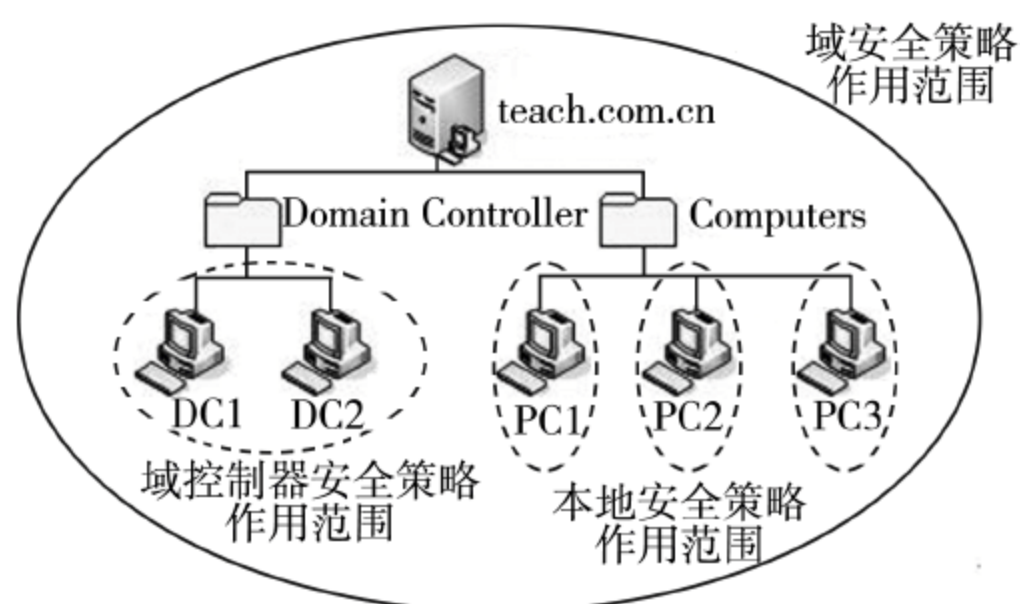 域安全策略
作用范围
teach.com.cn
Domain Controller
Computers
DC1
DC2
PC1
PC2
PC3
域控制器安全策略
作用范围
本地安全策略
作用范围